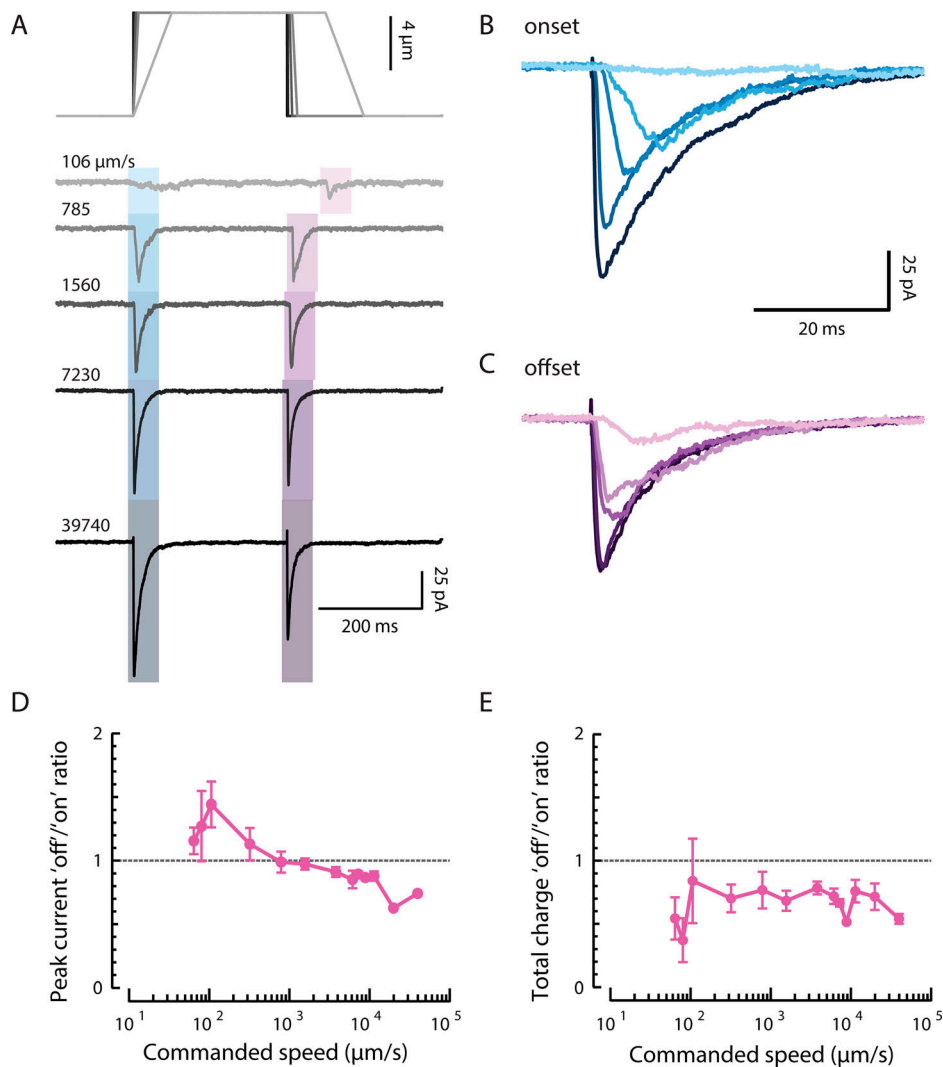 A
4 µm
106 µm/s
785
1560
7230
39740
25 pA
200 ms
B onset
25 pA
20 ms
C offset
D
Peak current 'off'/'on' ratio
2
1
0
10¹ 10² 10³ 10⁴ 10⁵
Commanded speed (µm/s)
E
Total charge 'off'/'on' ratio
2
1
0
10¹ 10² 10³ 10⁴ 10⁵
Commanded speed (µm/s)